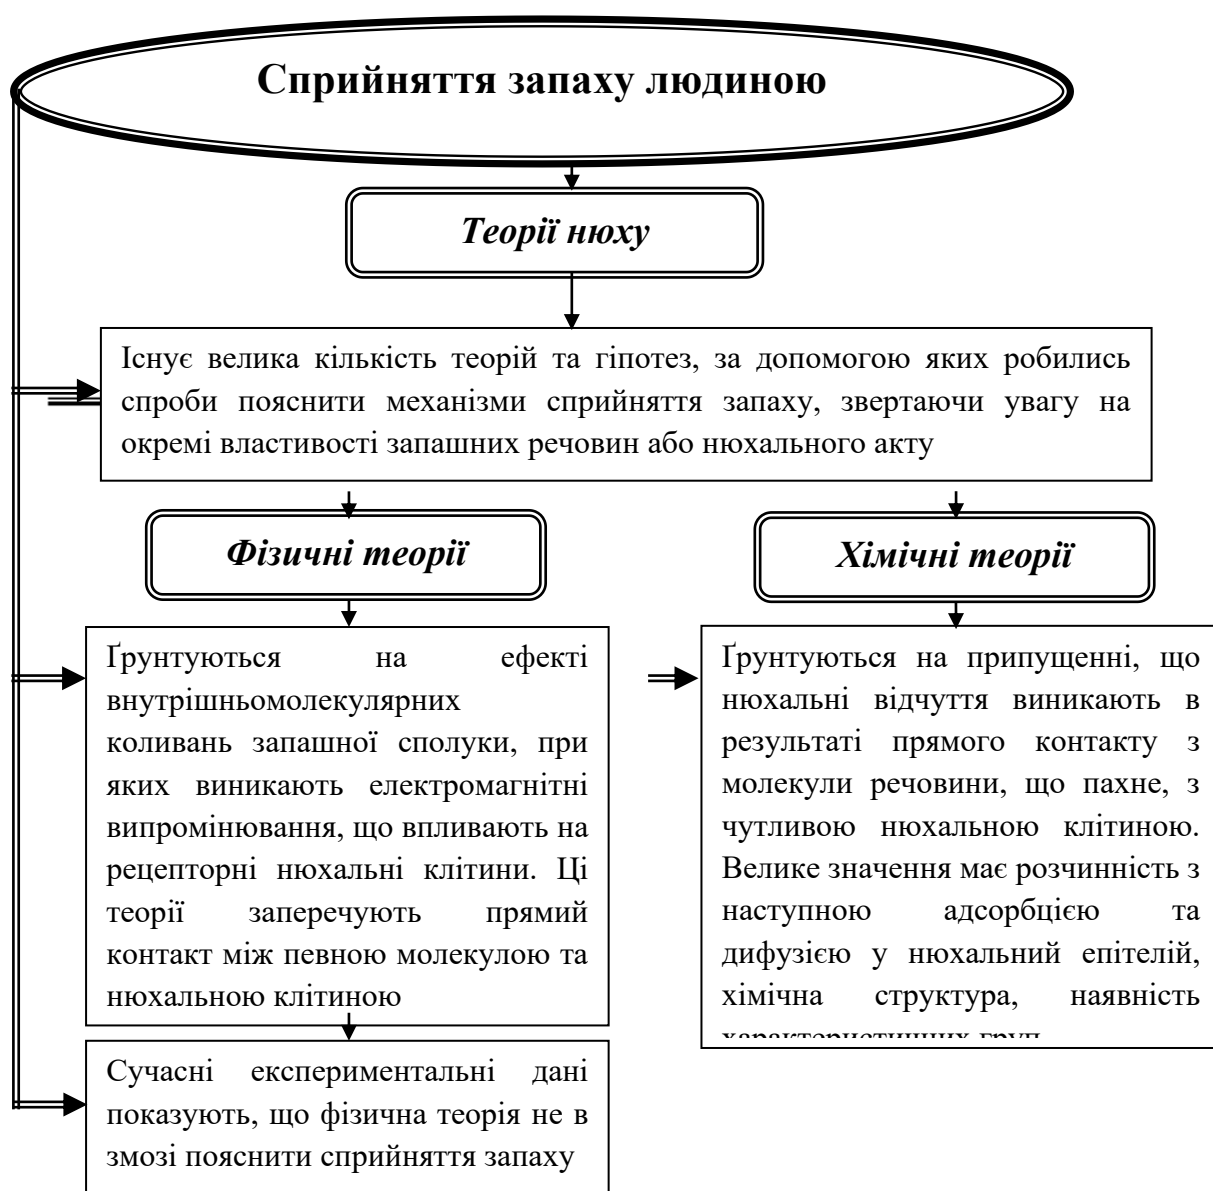 Сприйняття запаху людиною
Теорії нюху
Існує велика кількість теорій та гіпотез, за допомогою яких робились
спроби пояснити механізми сприйняття запаху, звертаючи увагу на
окремі властивості запашних речовин або нюхального акту
Фізичні теорії
Ґрунтуються на ефекті
внутрішньомолекулярних
коливань запашної сполуки, при
яких виникають електромагнітні
випромінювання, що впливають на
рецепторні нюхальні клітини. Ці
теорії заперечують прямий
контакт між певною молекулою та
нюхальною клітиною
Сучасні експериментальні дані
показують, що фізична теорія не в
змозі пояснити сприйняття запаху
Хімічні теорії
Ґрунтуються на припущенні, що
нюхальні відчуття виникають в
результаті прямого контакту з
молекули речовини, що пахне, з
чутливою нюхальною клітиною.
Велике значення має розчинність з
наступною адсорбцією та
дифузією у нюхальний епітелій,
хімічна структура, наявність
характеристичних груп